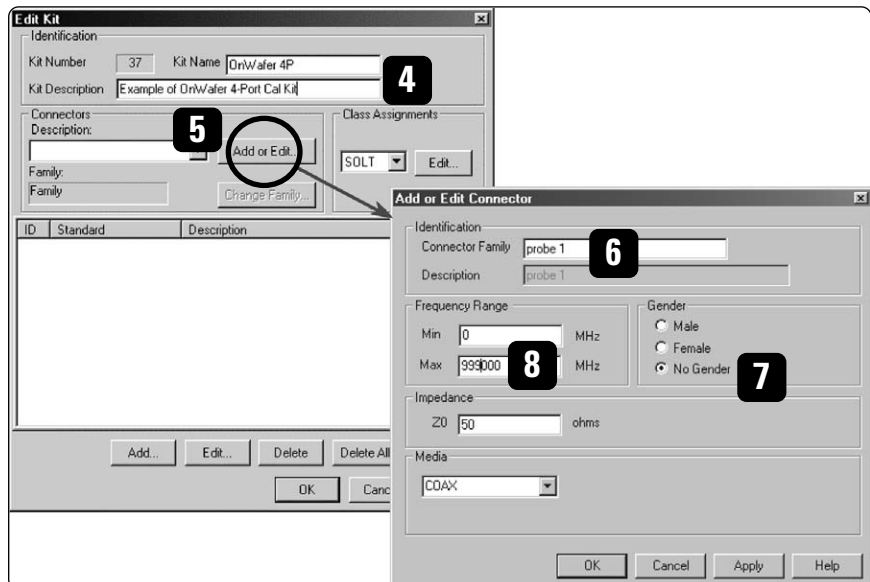 Edit Kit
Identification
Kit Number 37 Kit Name OnWafer 4P
4
Kit Description Example of OnWafer 4-Port Cal Kit
Connectors
Description:
5
Add or Edit...
Class Assignments
SOLT Edit...
Family:
Family
Change Family...
ID Standard Description
Add... Edit... Delete Delete All
OK Canc
Add or Edit Connector
Identification
Connector Family probe 1
6
Description probe 1
Frequency Range
Min 0 MHz
Max 999000 MHz
8
Gender
Male
Female
No Gender
7
Impedance
Z0 50 ohms
Media
COAX
OK Cancel Apply Help